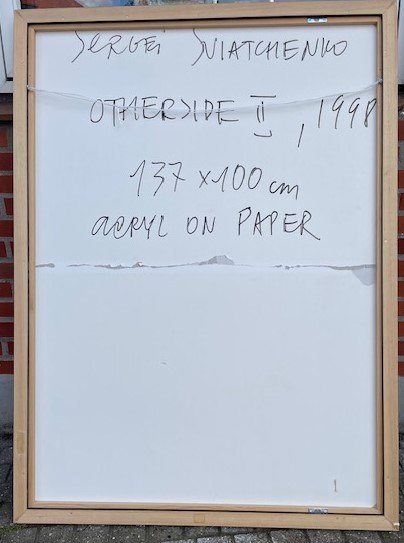 SERGEI SVIATCHENKO
OTHERSIDE II, 1998
137 x 100 cm
ACRYL ON PAPER